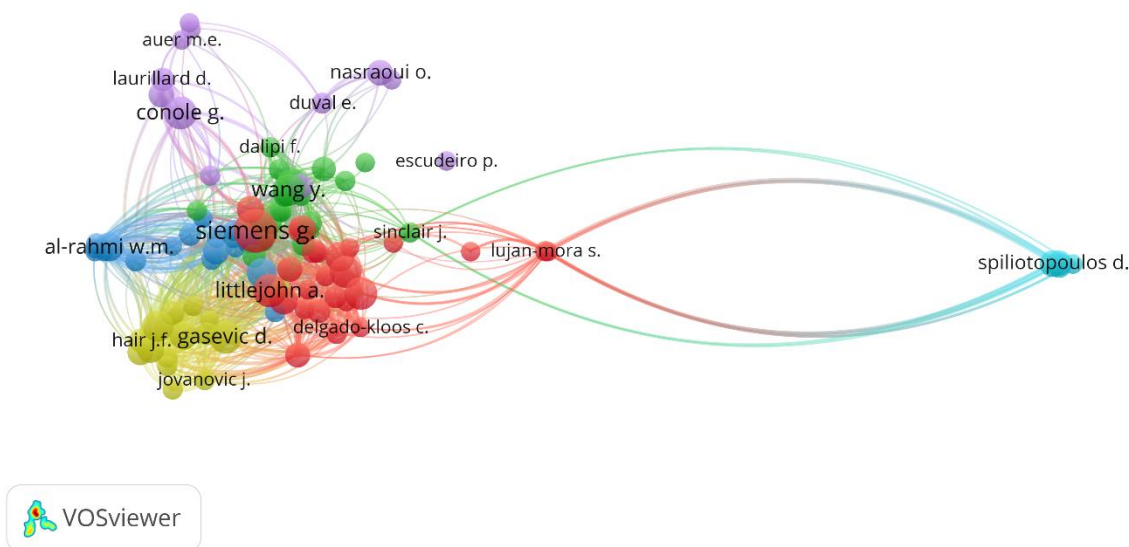 auer m.e.
laurillard d.
nasraoui o.
conole g.
duval e.
dalipi f.
escudeiro p.
wang y.
siemens g.
sinclair j.
al-rahmi w.m.
lujan-mora s.
spiliotopoulos d.
littlejohn a.
delgado-kloos c.
hair j.f.
gasevic d.
jovanovic j.
VOSviewer